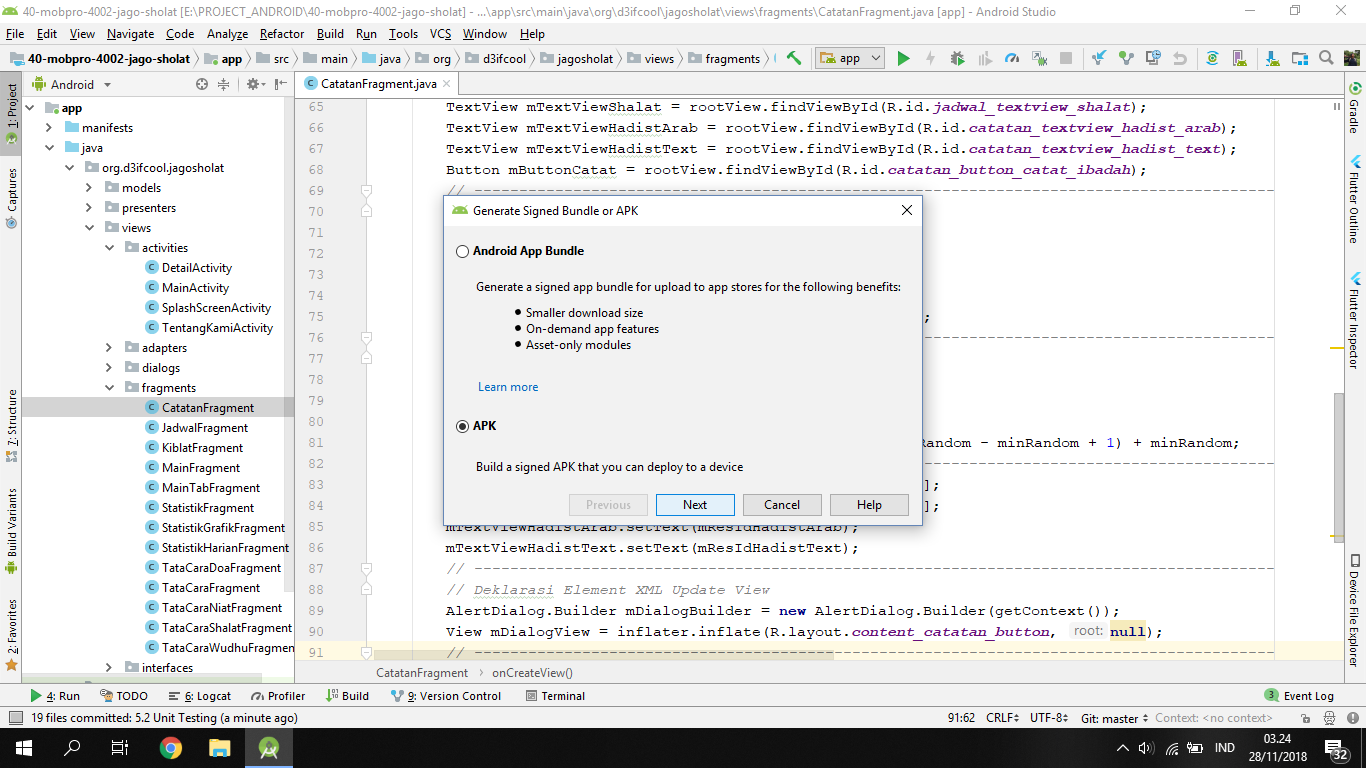 40-mobpro-4002-jago-sholat [E:\PROJECT_ANDROID\40-mobpro-4002-jago-sholat] - ...\app\src\main\java\org\d3ifcool\jagosholat\views\fragments\CatatanFragment.java [app] - Android Studio
File Edit View Navigate Code Analyze Refactor Build Run Tools VCS Window Help
40-mobpro-4002-jago-sholat app src main java org d3ifcool jagosholat views fragments app
Android
CatatanFragment.java
1: Project
Captures
7: Structure
Build Variants
2: Favorites
app
manifests
java
org.d3ifcool.jagosholat
models
presenters
views
activities
DetailActivity
MainActivity
SplashScreenActivity
TentangKamiActivity
adapters
dialogs
fragments
CatatanFragment
JadwalFragment
KiblatFragment
MainFragment
MainTabFragment
StatistikFragment
StatistikGrafikFragment
StatistikHarianFragment
TataCaraDoaFragment
TataCaraFragment
TataCaraNiatFragment
TataCaraShalatFragment
TataCaraWudhuFragmen
interfaces
65 TextView mTextViewShalat = rootView.findViewById(R.id.jadwal_textview_shalat);
66 TextView mTextViewHadistArab = rootView.findViewById(R.id.catatan_textview_hadist_arab);
67 TextView mTextViewHadistText = rootView.findViewById(R.id.catatan_textview_hadist_text);
68 Button mButtonCatat = rootView.findViewById(R.id.catatan_button_catat_ibadah);
69 // --------------------------------------------------------------------------------
70
71
72
73
74
75 ;
76
77
78
79
80
81 Random - minRandom + 1) + minRandom;
82
83 ];
84 ];
85 mTextViewHadistArab.setText(mResIdHadistArab);
86 mTextViewHadistText.setText(mResIdHadistText);
87 // --------------------------------------------------------------------------------
88 // Deklarasi Element XML Update View
89 AlertDialog.Builder mDialogBuilder = new AlertDialog.Builder(getContext());
90 View mDialogView = inflater.inflate(R.layout.content_catatan_button, root: null);
91 // --------------------------------------------------------------------------------
Generate Signed Bundle or APK
Android App Bundle
Generate a signed app bundle for upload to app stores for the following benefits:
• Smaller download size
• On-demand app features
• Asset-only modules
Learn more
APK
Build a signed APK that you can deploy to a device
Previous Next Cancel Help
Gradle
Flutter Outline
Flutter Inspector
Device File Explorer
CatatanFragment onCreateView()
4: Run TODO 6: Logcat Profiler Build 9: Version Control Terminal 3 Event Log
19 files committed: 5.2 Unit Testing (a minute ago) 91:62 CRLF UTF-8 Git: master Context: <no context>
IND 03.24
28/11/2018 32